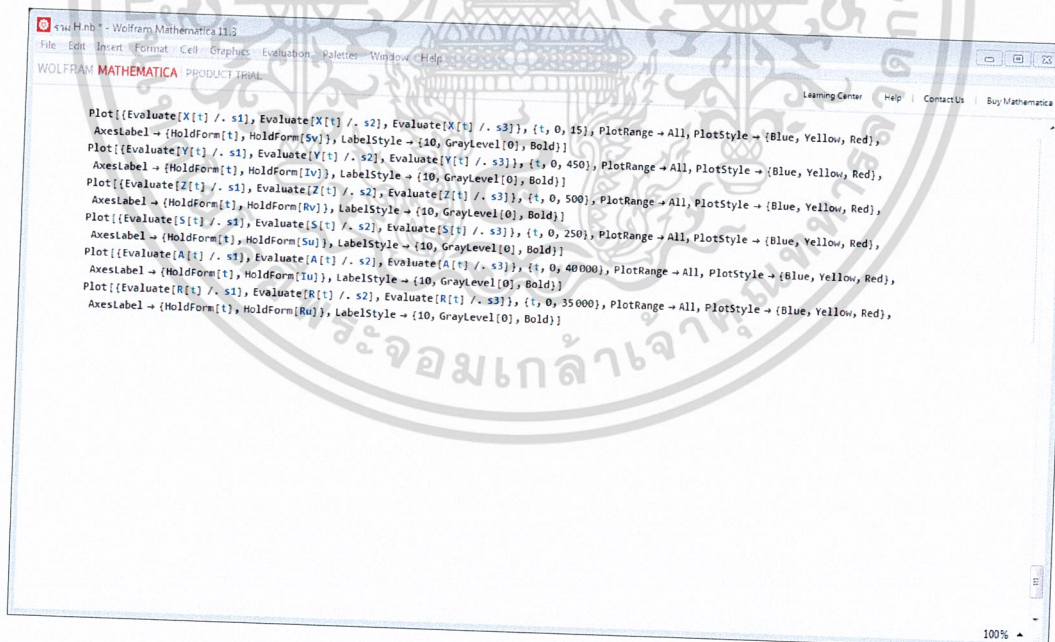 รวม H.nb * - Wolfram Mathematica 11.3
File Edit Insert Format Cell Graphics Evaluation Palettes Window Help
WOLFRAM MATHEMATICA PRODUCT TRIAL
Learning Center | Help | Contact Us | Buy Mathematica
Plot[{Evaluate[X[t] /. s1], Evaluate[X[t] /. s2], Evaluate[X[t] /. s3]}, {t, 0, 15}, PlotRange → All, PlotStyle → {Blue, Yellow, Red},
AxesLabel → {HoldForm[t], HoldForm[Sv]}, LabelStyle → {10, GrayLevel[0], Bold}]
Plot[{Evaluate[Y[t] /. s1], Evaluate[Y[t] /. s2], Evaluate[Y[t] /. s3]}, {t, 0, 450}, PlotRange → All, PlotStyle → {Blue, Yellow, Red},
AxesLabel → {HoldForm[t], HoldForm[Iv]}, LabelStyle → {10, GrayLevel[0], Bold}]
Plot[{Evaluate[Z[t] /. s1], Evaluate[Z[t] /. s2], Evaluate[Z[t] /. s3]}, {t, 0, 500}, PlotRange → All, PlotStyle → {Blue, Yellow, Red},
AxesLabel → {HoldForm[t], HoldForm[Rv]}, LabelStyle → {10, GrayLevel[0], Bold}]
Plot[{Evaluate[S[t] /. s1], Evaluate[S[t] /. s2], Evaluate[S[t] /. s3]}, {t, 0, 250}, PlotRange → All, PlotStyle → {Blue, Yellow, Red},
AxesLabel → {HoldForm[t], HoldForm[Su]}, LabelStyle → {10, GrayLevel[0], Bold}]
Plot[{Evaluate[A[t] /. s1], Evaluate[A[t] /. s2], Evaluate[A[t] /. s3]}, {t, 0, 40000}, PlotRange → All, PlotStyle → {Blue, Yellow, Red},
AxesLabel → {HoldForm[t], HoldForm[Iu]}, LabelStyle → {10, GrayLevel[0], Bold}]
Plot[{Evaluate[R[t] /. s1], Evaluate[R[t] /. s2], Evaluate[R[t] /. s3]}, {t, 0, 35000}, PlotRange → All, PlotStyle → {Blue, Yellow, Red},
AxesLabel → {HoldForm[t], HoldForm[Ru]}, LabelStyle → {10, GrayLevel[0], Bold}]
100%